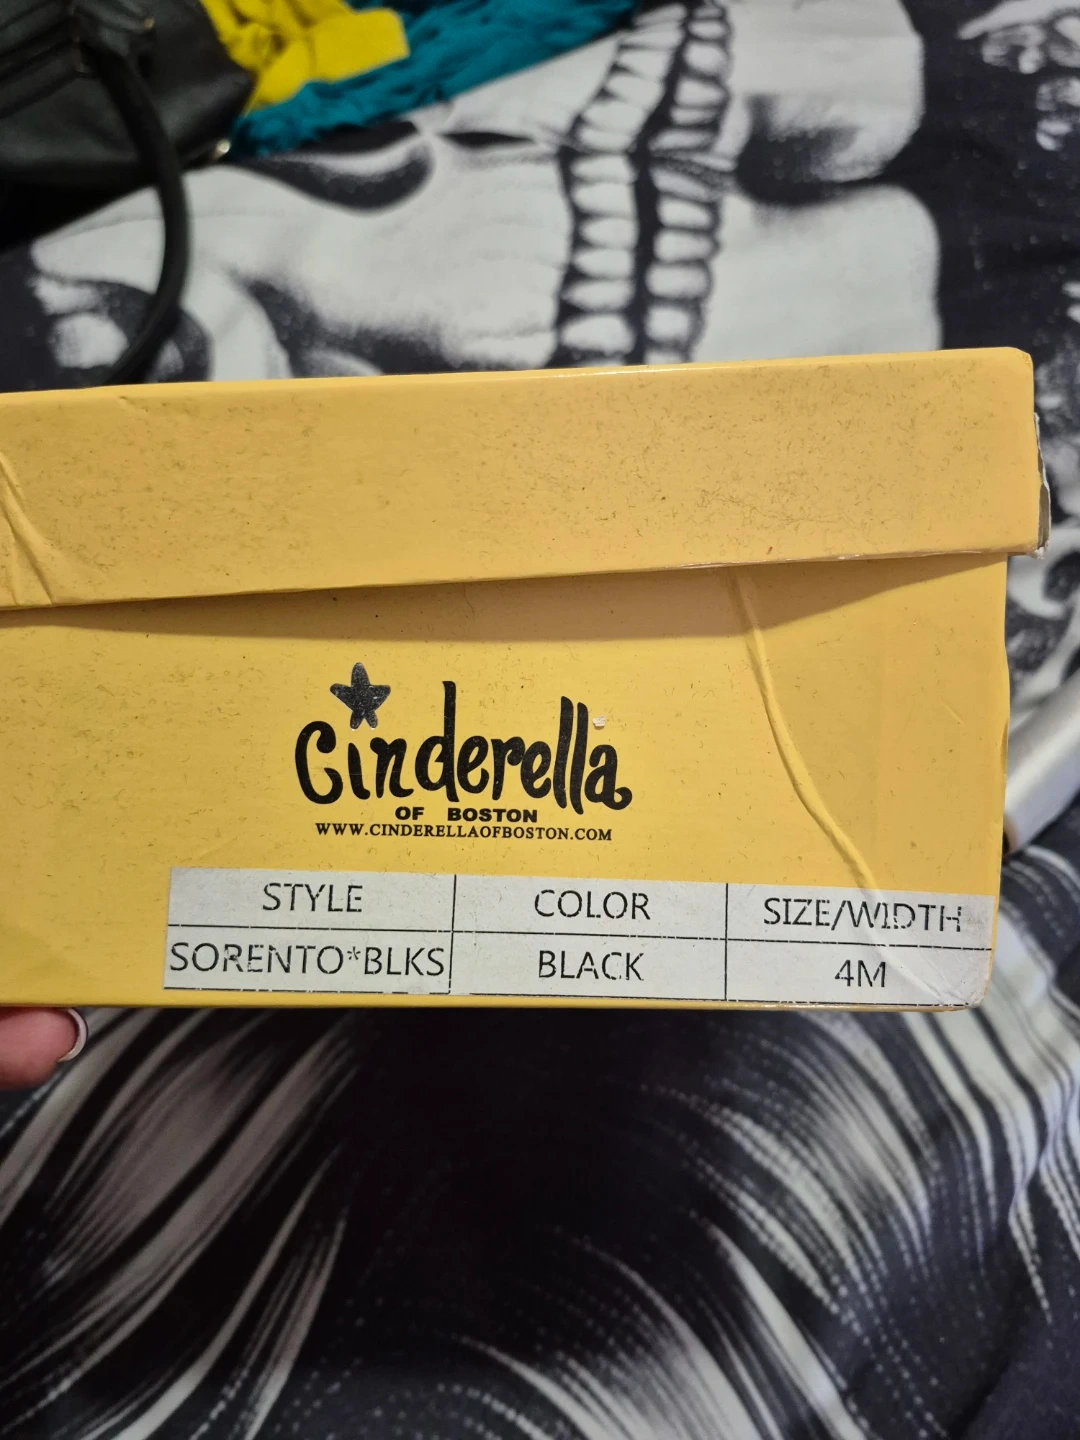 Cinderella
OF BOSTON
WWW.CINDERELLAOFBOSTON.COM
STYLE COLOR SIZE/WIDTH
SORENTO*BLKS BLACK 4M